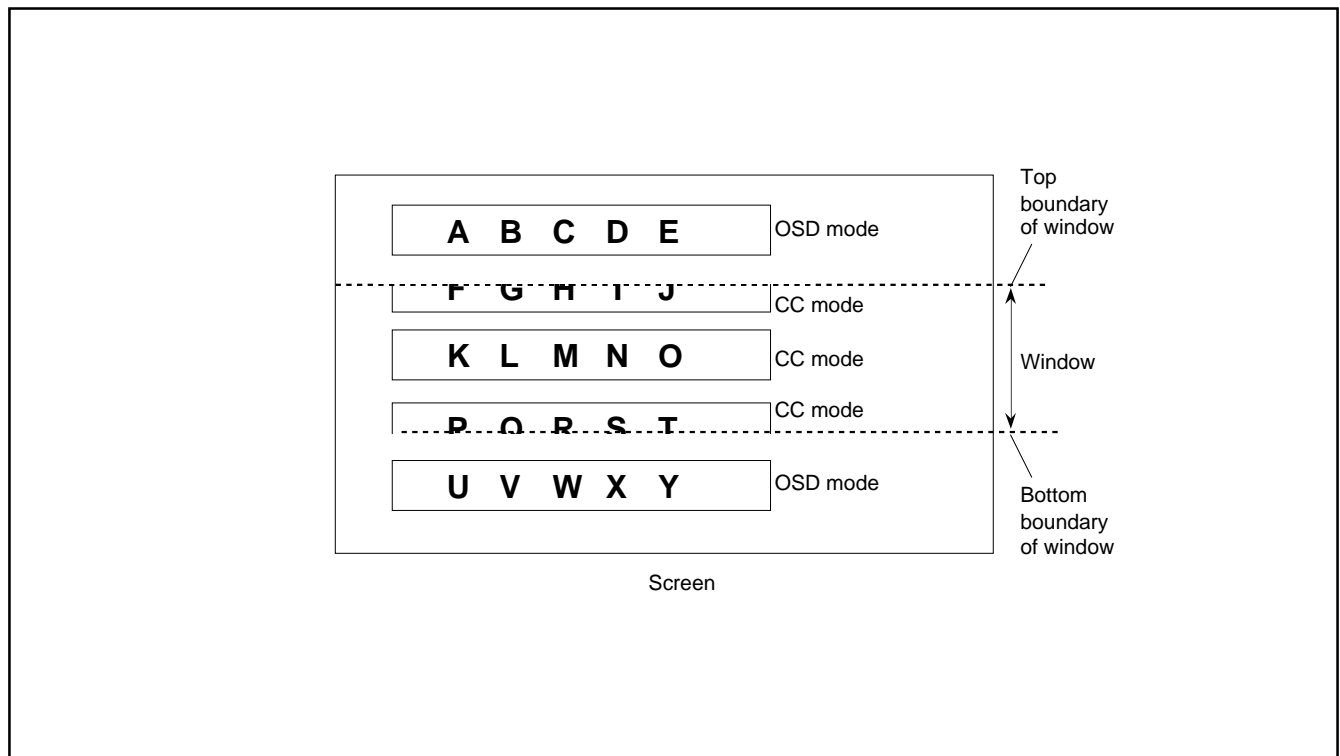 Top
boundary
of window
A B C D E
OSD mode
F G H I J
CC mode
K L M N O
CC mode
Window
P Q R S T
CC mode
U V W X Y
OSD mode
Bottom
boundary
of window
Screen